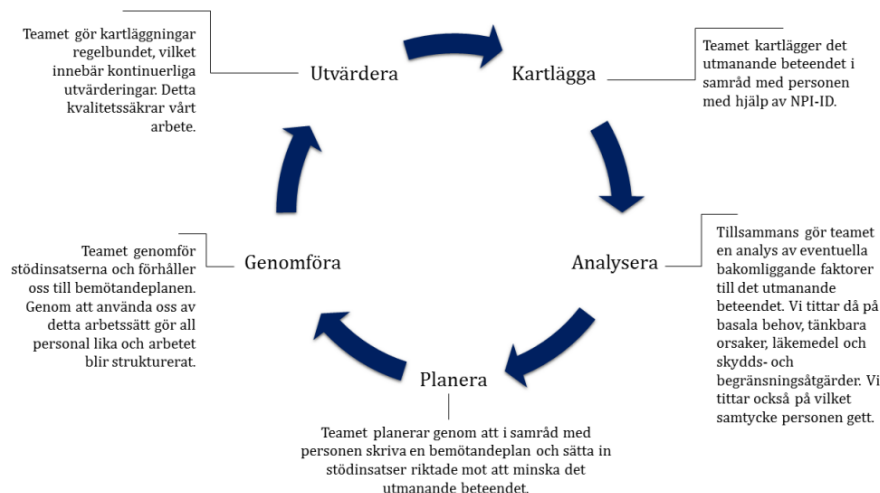 Teamet gör kartläggningar
regelbundet, vilket
innebär kontinuerliga
utvärderingar. Detta
kvalitetssäkrar vårt
arbete.
Utvärdera
Kartlägga
Teamet kartlägger det
utmanande beteendet i
samråd med personen
med hjälp av NPI-ID.
Analysera
Tillsammans gör teamet
en analys av eventuella
bakomliggande faktorer
till det utmanande
beteendet. Vi tittar då på
basala behov, tänkbara
orsaker, läkemedel och
skydds- och
begränsningsåtgärder. Vi
tittar också på vilket
samtycke personen gett.
Planera
Teamet planerar genom att i samråd med
personen skriva en bemötandeplan och sätta in
stödinsatser riktade mot att minska det
utmanande beteendet.
Genomföra
Teamet genomför
stödinsatserna och förhåller
oss till bemötandeplanen.
Genom att använda oss av
detta arbetssätt gör all
personal lika och arbetet
blir strukturerat.